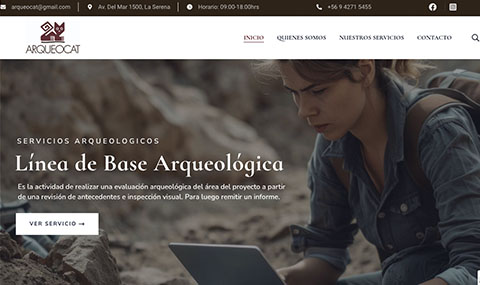 arqueocat@gmail.com
Av. Del Mar 1500, La Serena
Horario: 09:00-18:00hrs
+56 9 4271 5455
ARQUEOCAT
INICIO
QUIENES SOMOS
NUESTROS SERVICIOS
CONTACTO
SERVICIOS ARQUEOLOGICOS
Línea de Base Arqueológica
Es la actividad de realizar una evaluación arqueológica del área del proyecto a partir
de una revisión de antecedentes e inspección visual. Para luego remitir un informe.
VER SERVICIO →